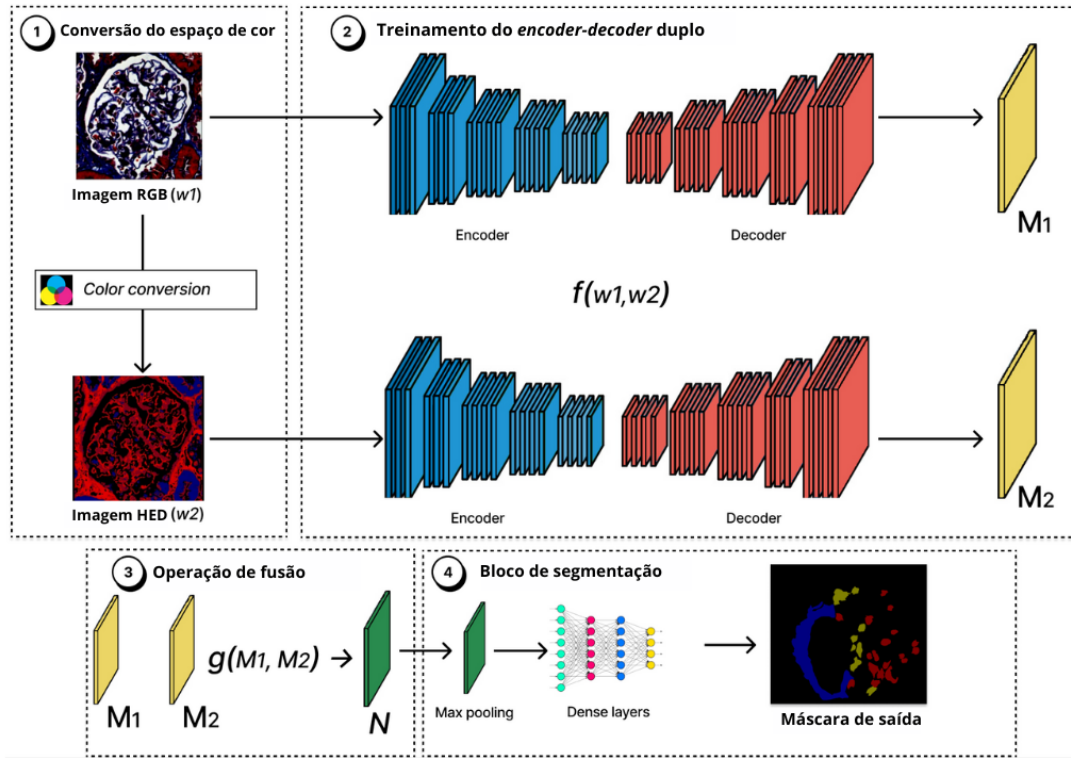 1 Conversão do espaço de cor
Imagem RGB (w1)
Color conversion
Imagem HED (w2)
2 Treinamento do encoder-decoder duplo
Encoder
Decoder
M1
f(w1,w2)
Encoder
Decoder
M2
3 Operação de fusão
M1
M2
g(M1, M2)
N
4 Bloco de segmentação
Max pooling
Dense layers
Máscara de saída